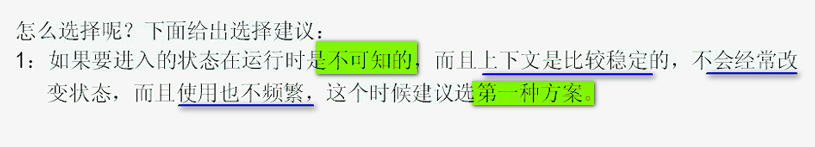 怎么选择呢？下面给出选择建议：
1：如果要进入的状态在运行时是不可知的，而且上下文是比较稳定的，不会经常改
变状态，而且使用也不频繁，这个时候建议选第一种方案。